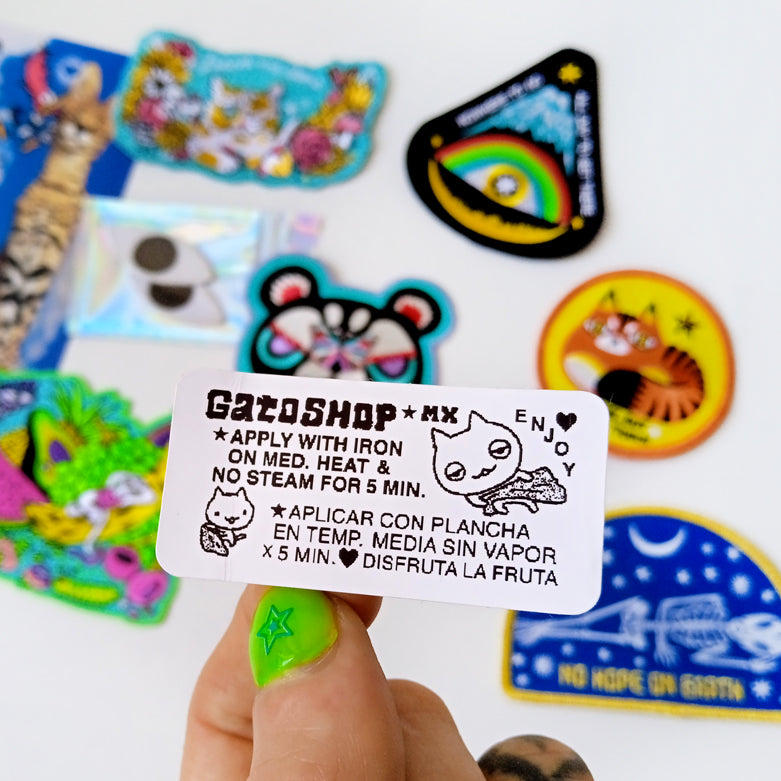 GatoSHOP★MX
ENJOY
★APPLY WITH IRON
ON MED. HEAT &
NO STEAM FOR 5 MIN.
★APLICAR CON PLANCHA
EN TEMP. MEDIA SIN VAPOR
x 5 MIN.♥DISFRUTA LA FRUTA
NO HOPE ON EARTH